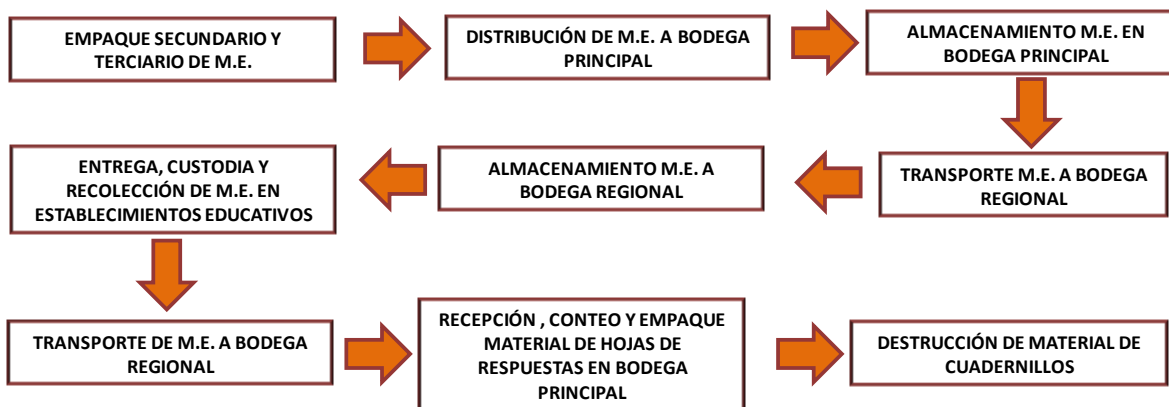 EMPAQUE SECUNDARIO Y
TERCIARIO DE M.E.
DISTRIBUCIÓN DE M.E. A BODEGA
PRINCIPAL
ALMACENAMIENTO M.E. EN
BODEGA PRINCIPAL
TRANSPORTE M.E. A BODEGA
REGIONAL
ALMACENAMIENTO M.E. A
BODEGA REGIONAL
ENTREGA, CUSTODIA Y
RECOLECCIÓN DE M.E. EN
ESTABLECIMIENTOS EDUCATIVOS
TRANSPORTE DE M.E. A BODEGA
REGIONAL
RECEPCIÓN , CONTEO Y EMPAQUE
MATERIAL DE HOJAS DE
RESPUESTAS EN BODEGA
PRINCIPAL
DESTRUCCIÓN DE MATERIAL DE
CUADERNILLOS